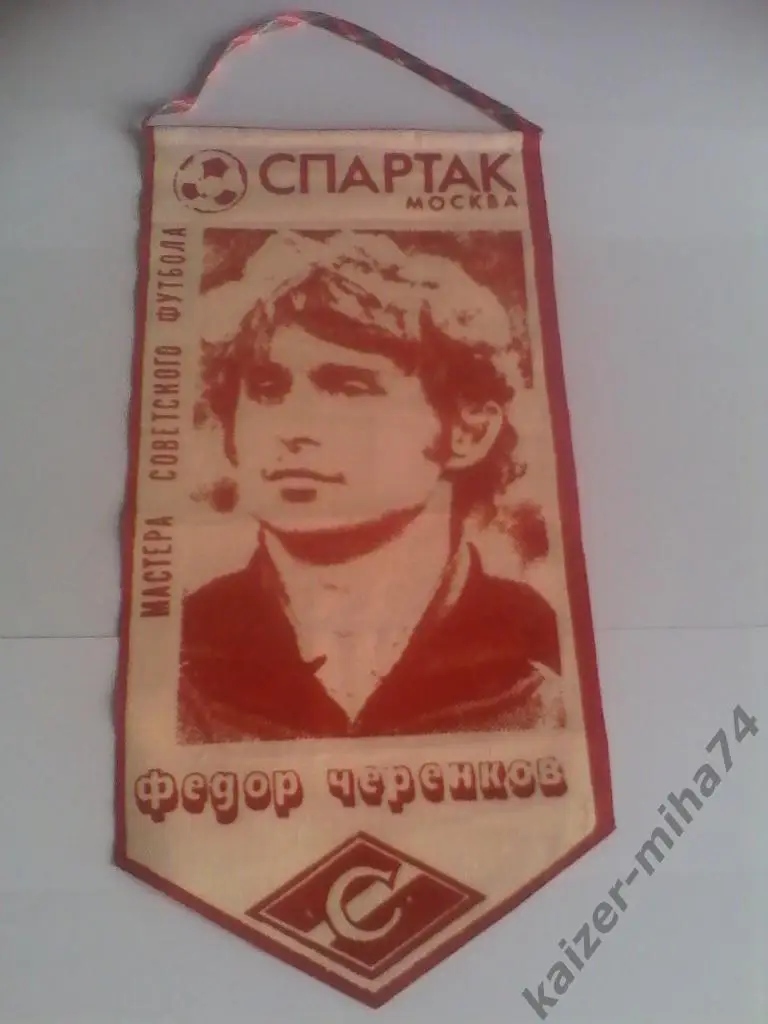 СПАРТАК
МОСКВА
МАСТЕРА СОВЕТСКОГО ФУТБОЛА
ФЕДОР ЧЕРЕНКОВ
С
kaizer-miha74